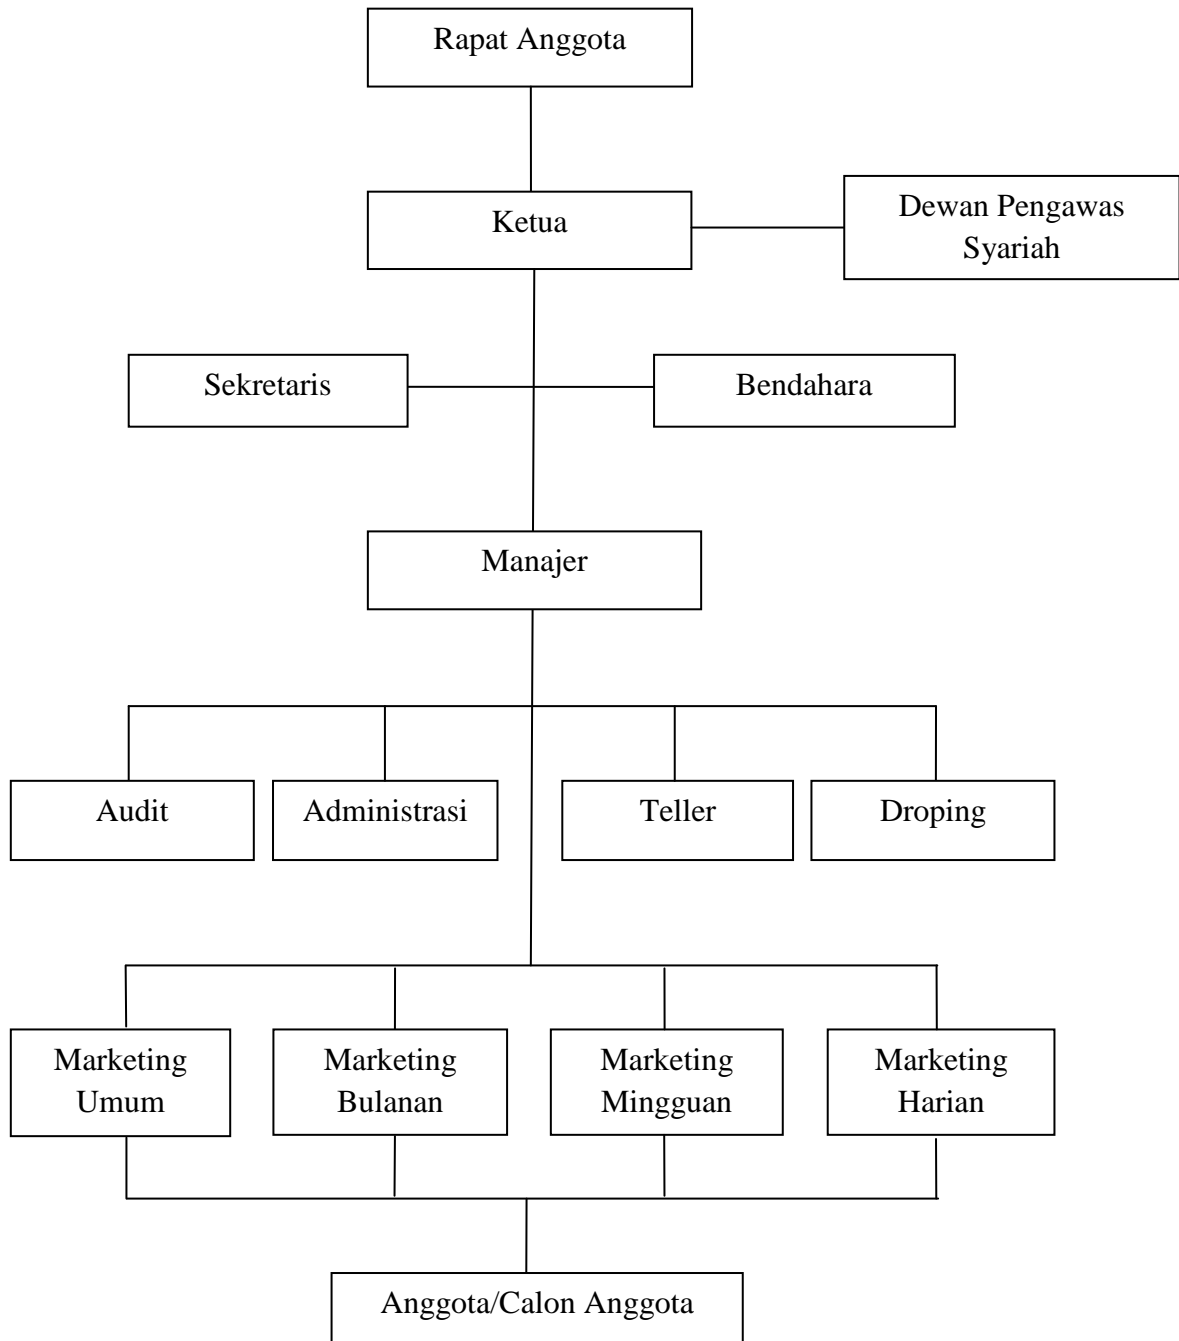 Rapat Anggota
Ketua
Dewan Pengawas
Syariah
Sekretaris
Bendahara
Manajer
Audit
Administrasi
Teller
Droping
Marketing
Umum
Marketing
Bulanan
Marketing
Mingguan
Marketing
Harian
Anggota/Calon Anggota